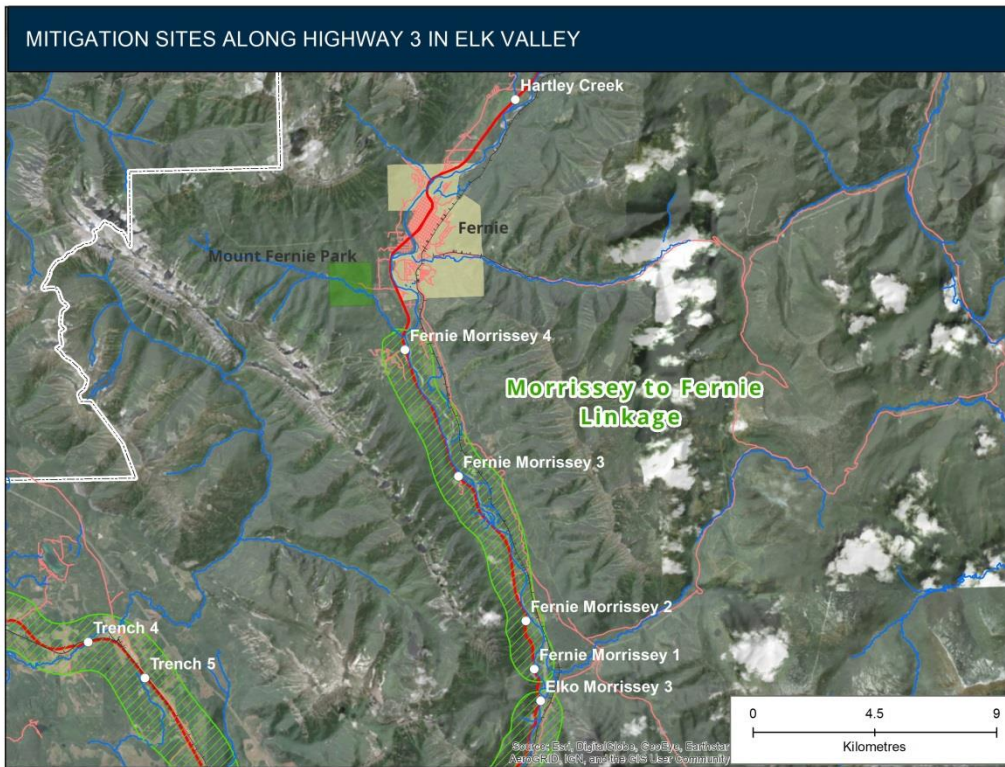 MITIGATION SITES ALONG HIGHWAY 3 IN ELK VALLEY
Hartley Creek
Fernie
Mount Fernie Park
Fernie Morrissey 4
Morrissey to Fernie
Linkage
Fernie Morrissey 3
Fernie Morrissey 2
Trench 4
Fernie Morrissey 1
Trench 5
Elko Morrissey 3
0 4.5 9
Kilometres
Source: Esri, DigitalGlobe, GeoEye, Earthstar
AeroGRID, IGN, and the GIS User Community